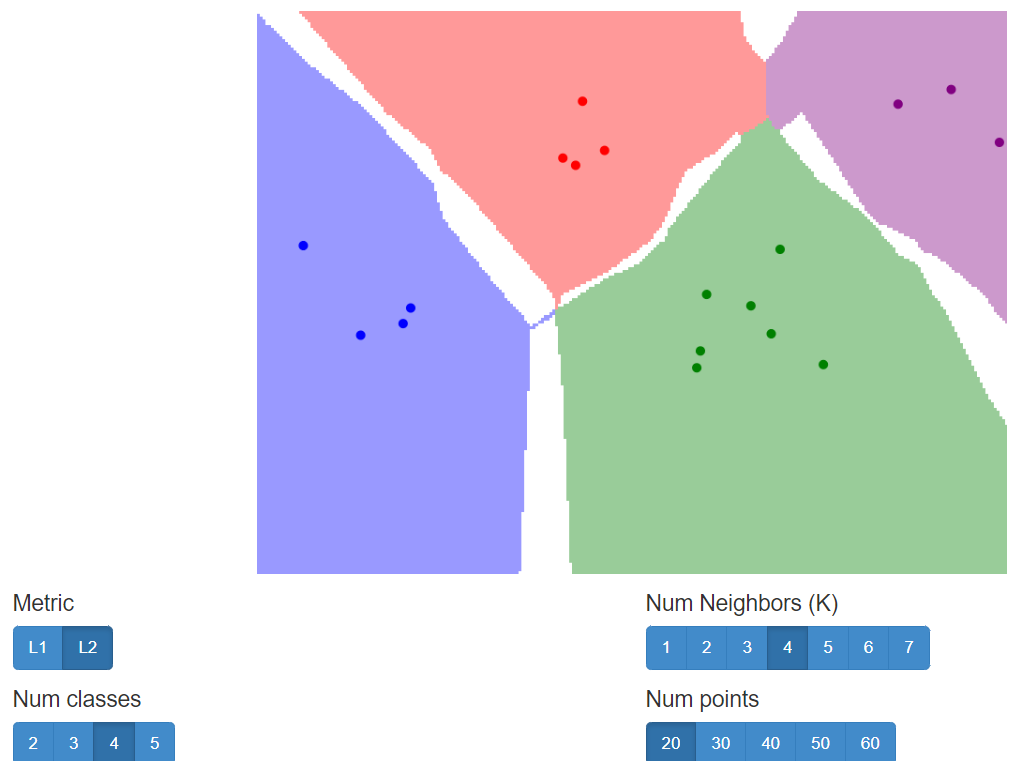 Metric
Num Neighbors (K)
L1 L2
1 2 3 4 5 6 7
Num classes
Num points
2 3 4 5
20 30 40 50 60